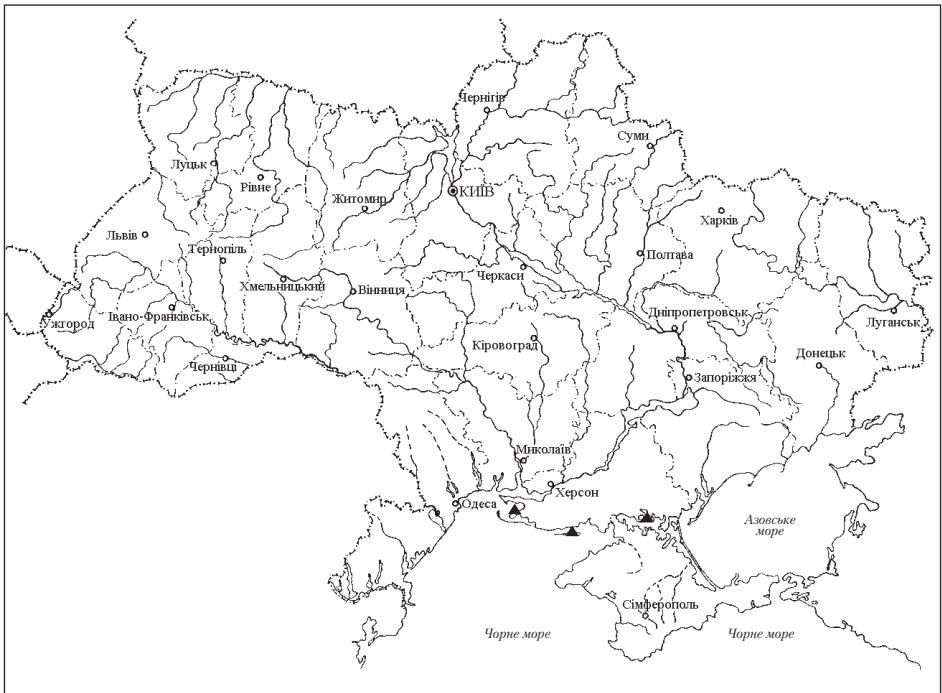 Чернігів
Суми
Луцьк
Рівне
КИЇВ
Житомир
Харків
Львів
Тернопіль
Полтава
Черкаси
Хмельницький
Вінниця
Івано-Франківськ
Ужгород
Дніпропетровськ
Луганськ
Кіровоград
Донецьк
Чернівці
Запоріжжя
Миколаїв
Херсон
Одеса
Азовське
море
Сімферополь
Чорне море
Чорне море